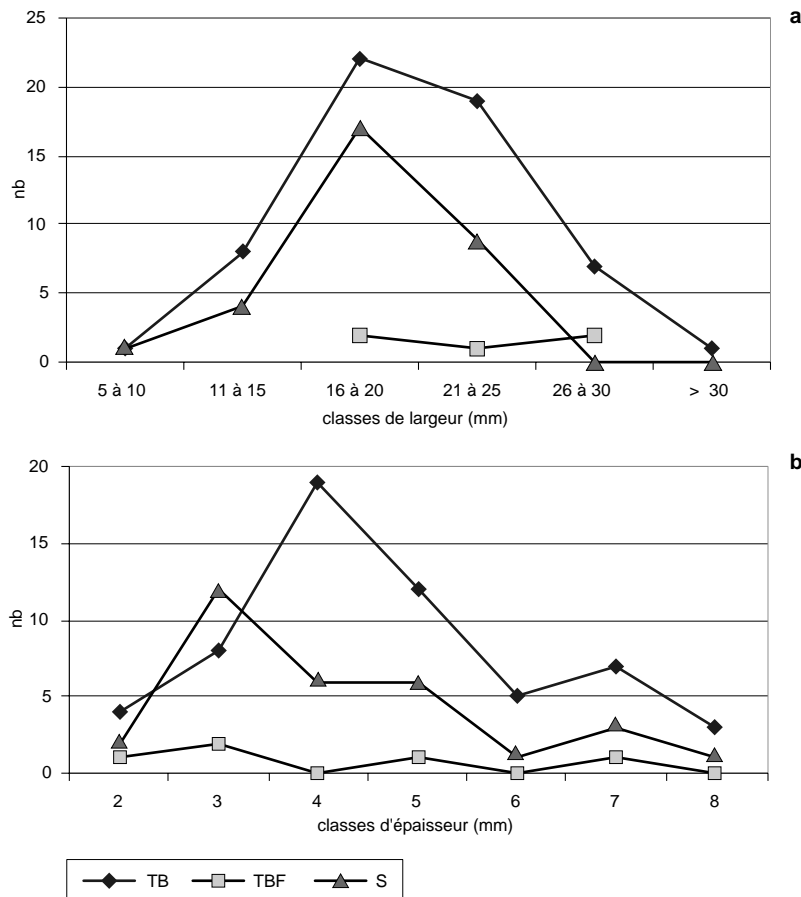 a
25
20
15
10
5
0
nb
5 à 10 11 à 15 16 à 20 21 à 25 26 à 30 > 30
classes de largeur (mm)
b
20
15
10
5
0
nb
2 3 4 5 6 7 8
classes d'épaisseur (mm)
TB TBF S